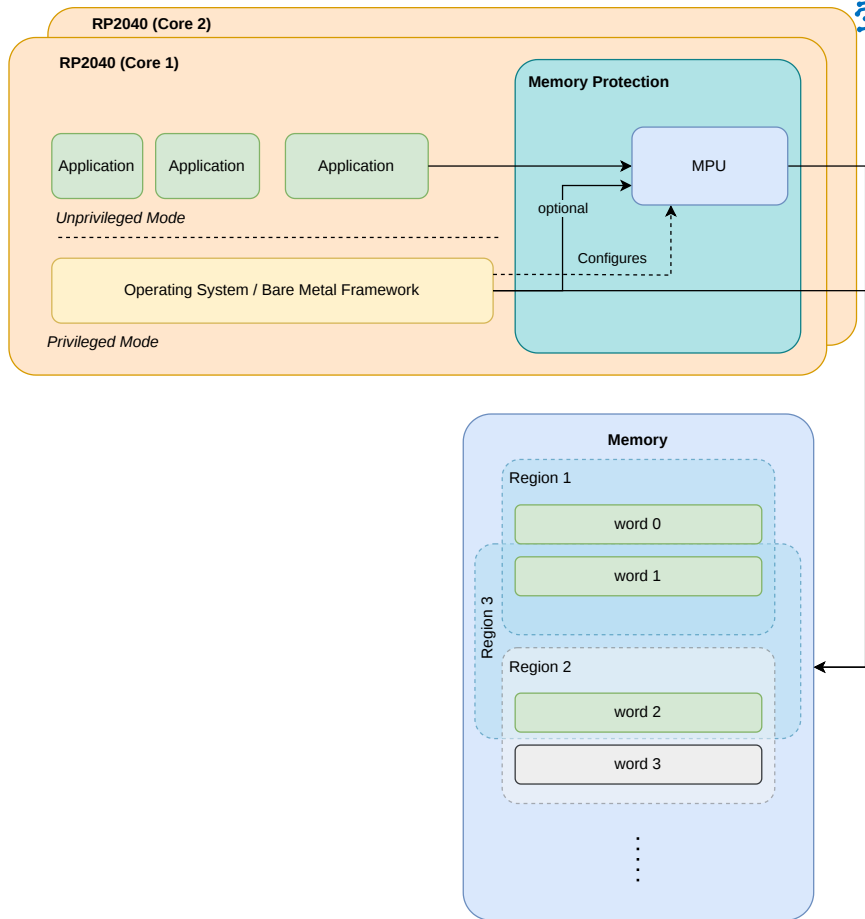 RP2040 (Core 2)
RP2040 (Core 1)
Memory Protection
Application
Application
Application
MPU
optional
Unprivileged Mode
Configures
Operating System / Bare Metal Framework
Privileged Mode
Memory
Region 1
word 0
word 1
Region 3
Region 2
word 2
word 3